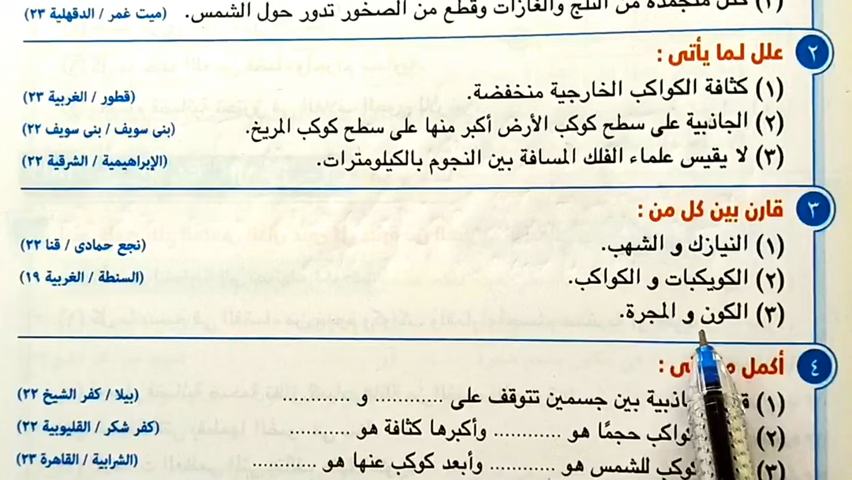 (٢) كتل متجمدة من الثلج والغازات وقطع من الصخور تدور حول الشمس. (ميت غمر / الدقهلية ٢٣)
٢ علل لما يأتى :
(١) كثافة الكواكب الخارجية منخفضة. (قطور / الغربية ٢٣)
(٢) الجاذبية على سطح كوكب الأرض أكبر منها على سطح كوكب المريخ. (بنى سويف / بنى سويف ٢٢)
(٣) لا يقيس علماء الفلك المسافة بين النجوم بالكيلومترات. (الإبراهيمية / الشرقية ٢٢)
٣ قارن بين كل من :
(١) النيازك و الشهب. (نجع حمادى / قنا ٢٢)
(٢) الكويكبات و الكواكب. (السنطة / الغربية ١٩)
(٣) الكون و المجرة.
٤ أكمل
(١) بين جسمين تتوقف على ........... و ........... (بيلا / كفر الشيخ ٢٢)
(٢) حجمًا هو ........... وأكبرها كثافة هو ........... (كفر شكر / القليوبية ٢٢)
(٣) للشمس هو ........... وأبعد كوكب عنها هو ........... (الشرابية / القاهرة ٢٣)